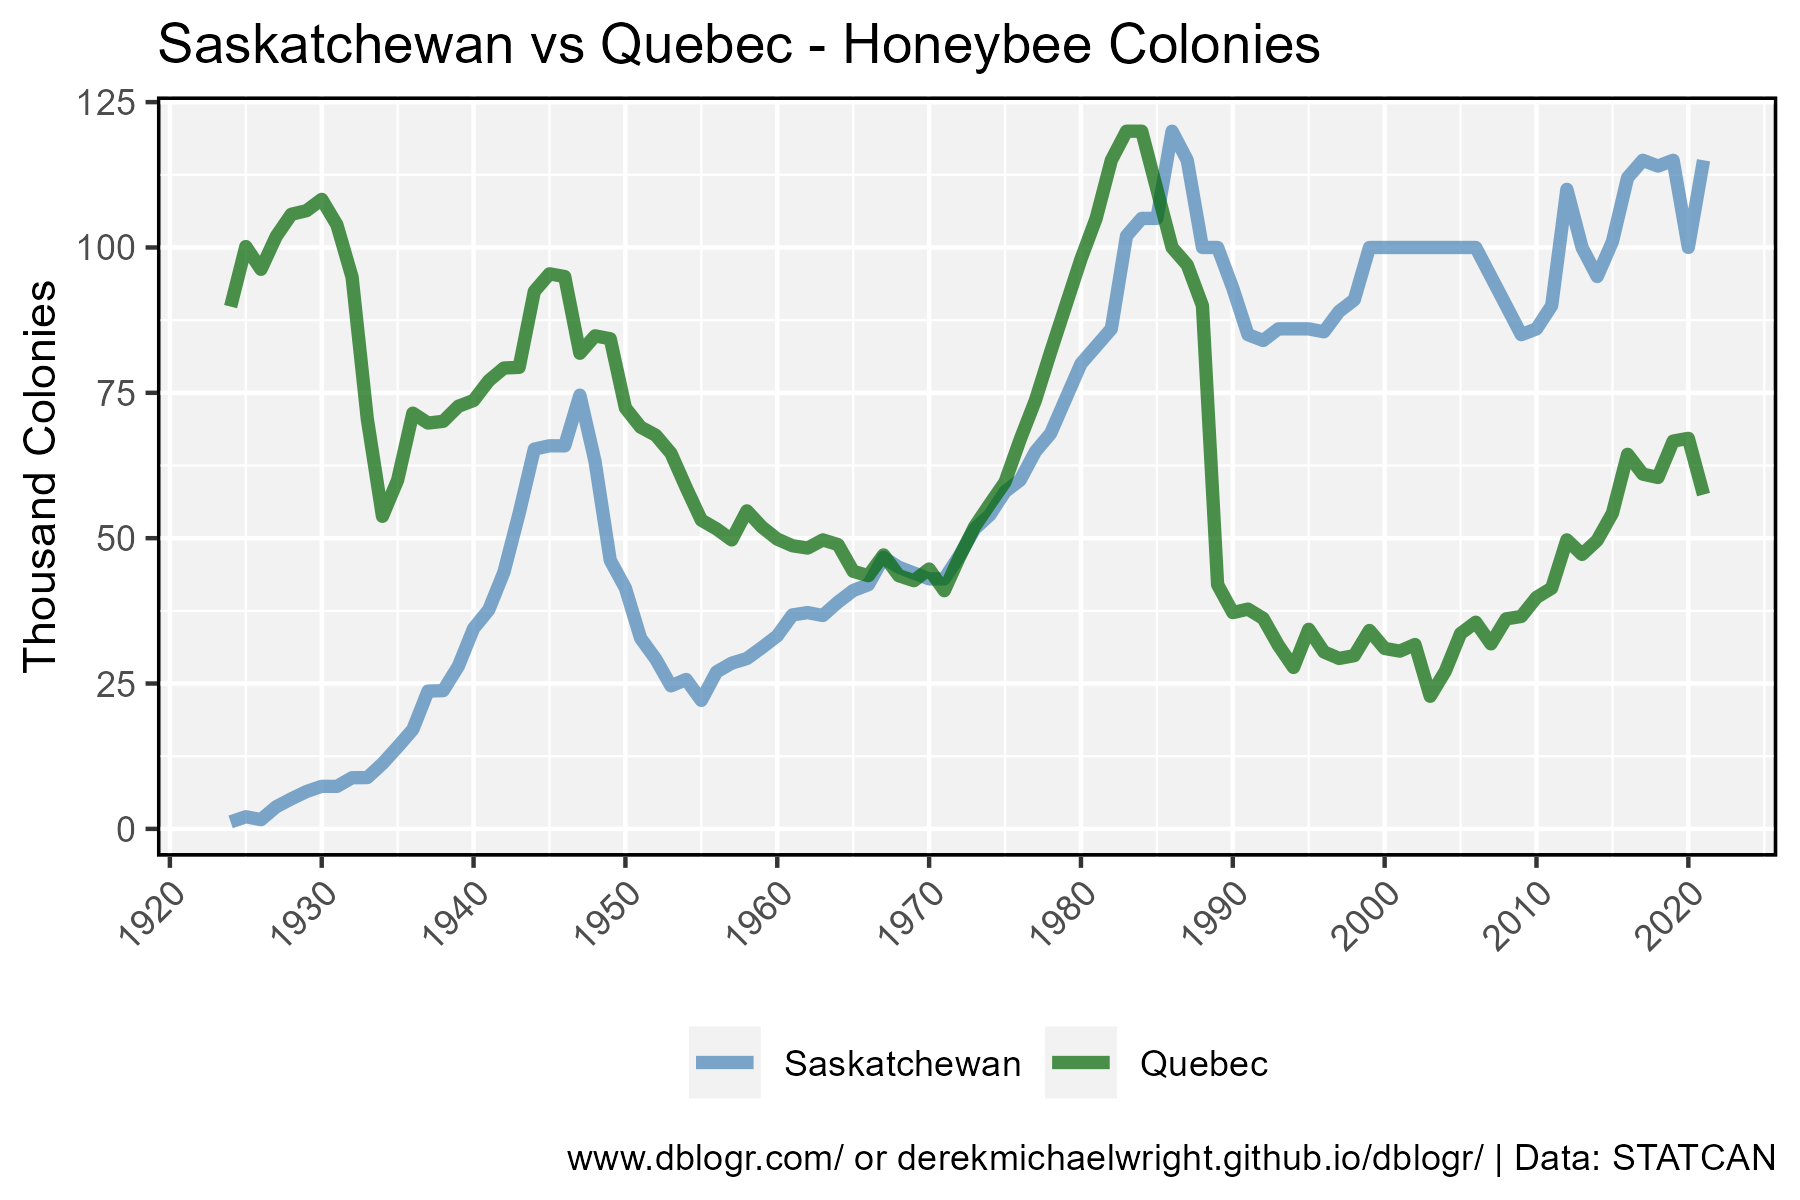 Saskatchewan vs Quebec - Honeybee Colonies
Thousand Colonies
125
100
75
50
25
0
1920 1930 1940 1950 1960 1970 1980 1990 2000 2010 2020
Saskatchewan Quebec
www.dblogr.com/ or derekmichaelwright.github.io/dblogr/ | Data: STATCAN